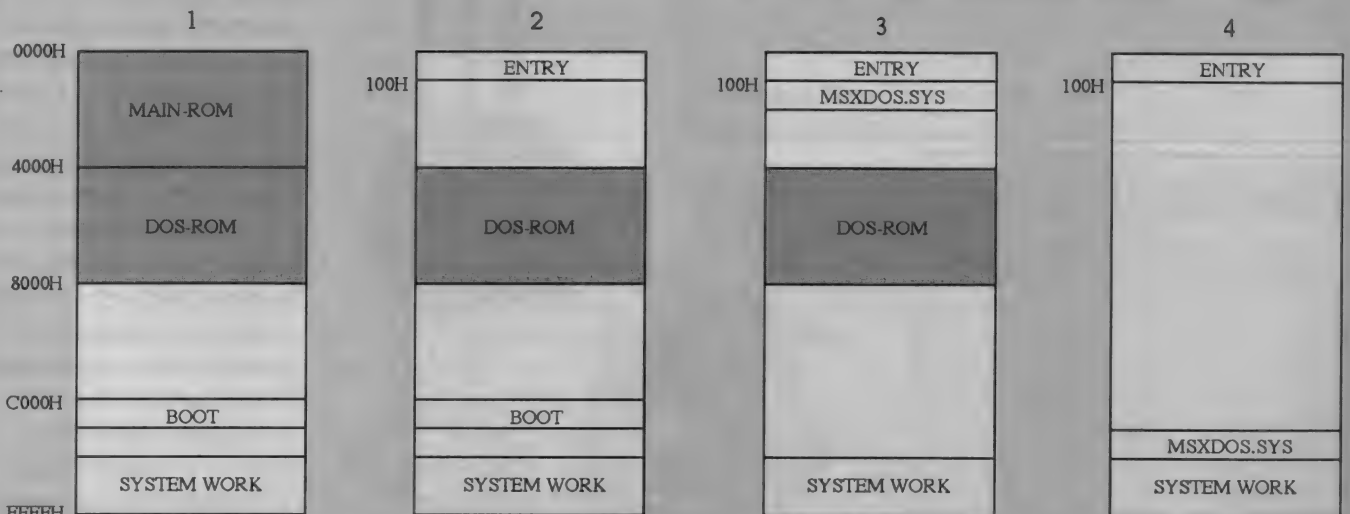 1 2 3 4
0000H ENTRY ENTRY ENTRY
100H 100H MSXDOS.SYS 100H
MAIN-ROM
4000H
DOS-ROM DOS-ROM DOS-ROM
8000H
C000H
BOOT BOOT
MSXDOS.SYS
SYSTEM WORK SYSTEM WORK SYSTEM WORK SYSTEM WORK
FFFFH